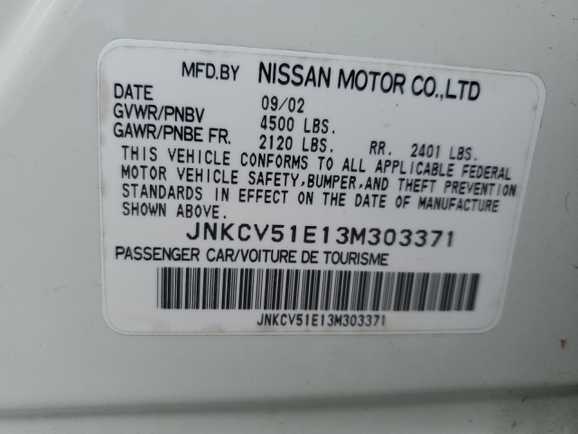 MFD.BY NISSAN MOTOR CO.,LTD
DATE 09/02
GVWR/PNBV 4500 LBS.
GAWR/PNBE FR. 2120 LBS. RR. 2401 LBS.
THIS VEHICLE CONFORMS TO ALL APPLICABLE FEDERAL
MOTOR VEHICLE SAFETY,BUMPER,AND THEFT PREVENTION
STANDARDS IN EFFECT ON THE DATE OF MANUFACTURE
SHOWN ABOVE.
JNKCV51E13M303371
PASSENGER CAR/VOITURE DE TOURISME
JNKCV51E13M303371